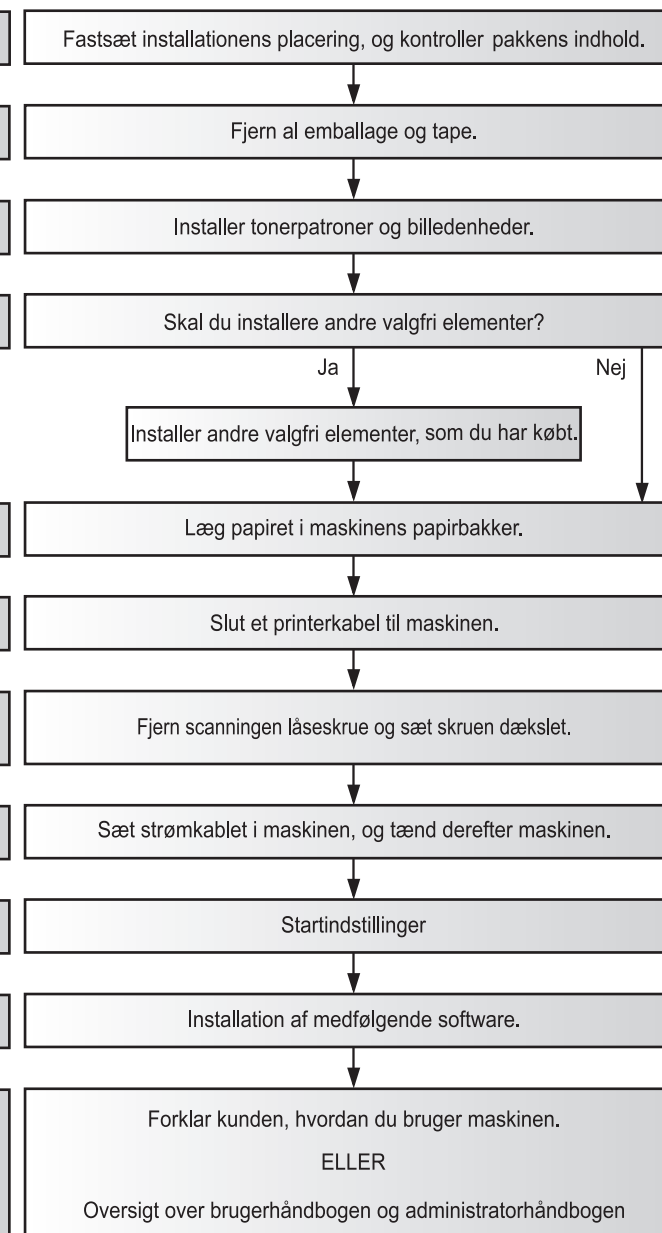 Fastsæt installationens placering, og kontroller pakkens indhold.
Fjern al emballage og tape.
Installer tonerpatroner og billedenheder.
Skal du installere andre valgfri elementer?
Ja
Nej
Installer andre valgfri elementer, som du har købt.
Læg papiret i maskinens papirbakker.
Slut et printerkabel til maskinen.
Fjern scanningen låseskrue og sæt skruen dækslet.
Sæt strømkablet i maskinen, og tænd derefter maskinen.
Startindstillinger
Installation af medfølgende software.
Forklar kunden, hvordan du bruger maskinen.
ELLER
Oversigt over brugerhåndbogen og administratorhåndbogen